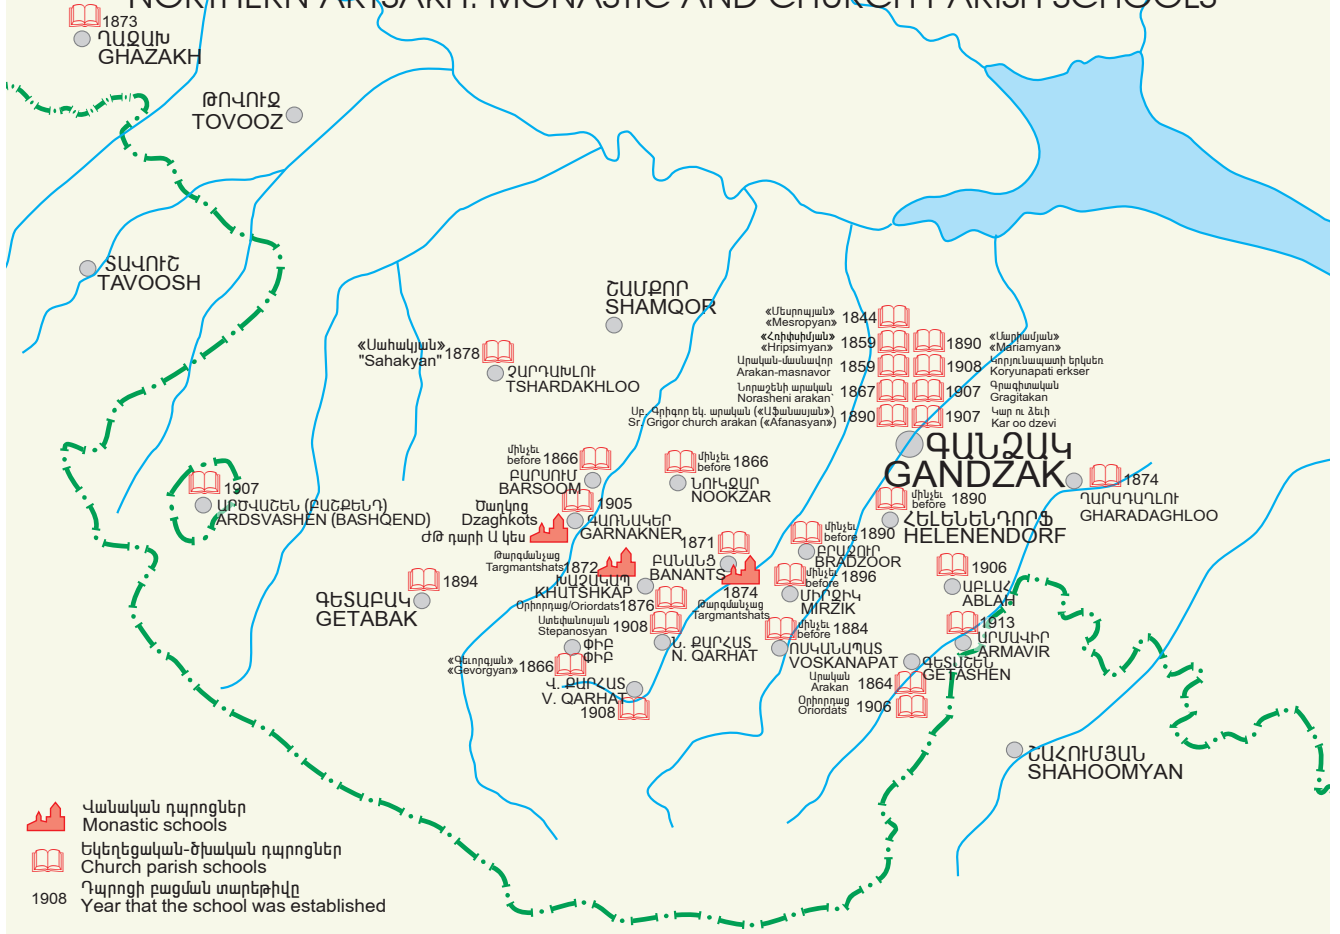 NORTHERN ARTSAKH: MONASTIC AND CHURCH PARISH SCHOOLS
1873
ՂԱԶԱԽ
GHAZAKH
ԹՈՎՈՒԶ
TOVOOZ
ՏԱՎՈՒՇ
TAVOOSH
ՇԱՄՔՈՐ
SHAMQOR
«Սահակյան»
"Sahakyan"
1878
ՉԱՐԴԱԽԼՈՒ
TSHARDAKHLOO
«Մեսրոպյան»
«Mesropyan»
1844
«Հռիփսիմյան»
«Hripsimyan»
1859
1890
«Մարիամյան»
«Mariamyan»
Արական-մասնավոր
Arakan-masnavor
1859
1908
Կորյունապատի երկսեռ
Koryunapati erkser
Նորաշենի արական
Norasheni arakan`
1867
1907
Գրագիտական
Gragitakan
Սբ. Գրիգոր եկ. արական («Աֆանասյան»)
Sr. Grigor church arakan («Afanasyan»)
1890
1907
Կար ու ձեւի
Kar oo dzevi
ԳԱՆՁԱԿ
GANDZAK
մինչեւ
before 1866
ԲԱՐՍՈՒՄ
BARSOOM
մինչեւ
before 1866
ՆՈՒԿԶԱՐ
NOOKZAR
1874
ՂԱՐԱԴԱՂԼՈՒ
GHARADAGHLOO
1907
ԱՐԾՎԱՇԵՆ (ԲԱՇՔԵՆԴ)
ARDSVASHEN (BASHQEND)
1905
Ծաղկոց
Dzaghkots
ԺԹ դարի Ա կես
ԳԱՌՆԱԿԵՐ
GARNAKNER
մինչեւ
before
1890
ՀԵԼԵՆԵՆԴՈՐՖ
HELENENDORF
մինչեւ
before
1890
ԲՐԱՋՈՒՐ
BRADZOOR
1871
ԲԱՆԱՆՑ
BANANTS
1874
Թարգմանչաց
Targmantshats
Թարգմանչաց
Targmantshats
1872
ԽԱՉԱԿԱՊ
KHATSHKAP
Օրիորդաց/Oriordats 1876
մինչեւ
before
1896
ՄԻՐԶԻԿ
MIRZIK
1906
ԱԲԼԱՀ
ABLAH
1894
ԳԵՏԱԲԱԿ
GETABAK
Ստեփանոսյան
Stepanosyan
1908
ՓԻԲ
ՓԻԲ
Ն. ՔԱՐՀԱՏ
N. QARHAT
մինչեւ
before
1884
ՈՍԿԱՆԱՊԱՏ
VOSKANAPAT
1913
ԱՐՄԱՎԻՐ
ARMAVIR
«Գեւորգյան»
«Gevorgyan»
1866
Վ. ՔԱՐՀԱՏ
V. QARHAT
1908
ԳԵՏԱՇԵՆ
GETASHEN
Արական
Arakan
1864
Օրիորդաց
Oriordats
1906
ՇԱՀՈՒՄՅԱՆ
SHAHOOMYAN
Վանական դպրոցներ
Monastic schools
Եկեղեցական-ծխական դպրոցներ
Church parish schools
1908
Դպրոցի բացման տարեթիվը
Year that the school was established